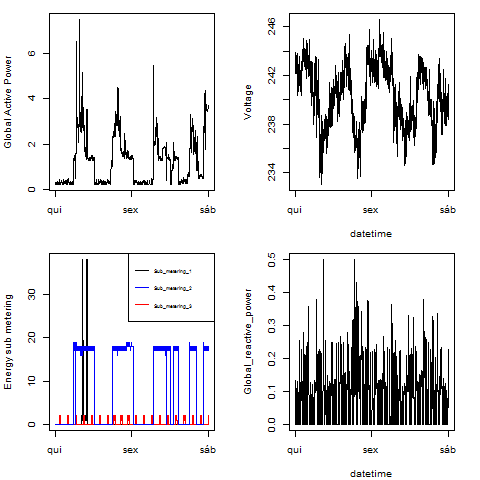 Global Active Power
0 2 4 6
qui sex sáb
Voltage
234 238 242 246
qui sex sáb
datetime
Energy sub metering
0 10 20 30
Sub_metering_1
Sub_metering_2
Sub_metering_3
qui sex sáb
Global_reactive_power
0.0 0.1 0.2 0.3 0.4 0.5
qui sex sáb
datetime